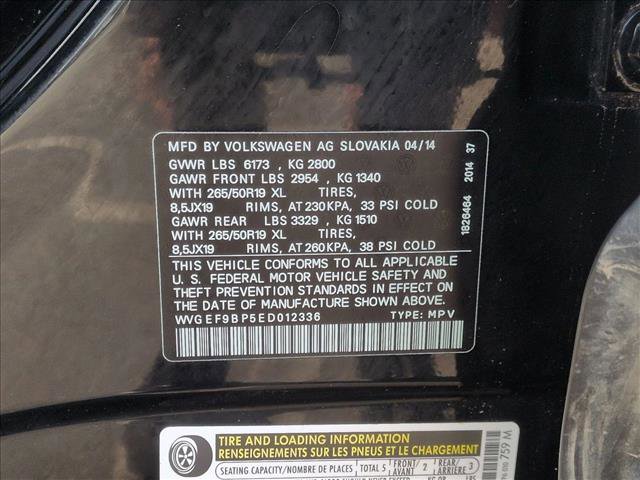 MFD BY VOLKSWAGEN AG SLOVAKIA 04/14
GVWR LBS 6173 , KG 2800
GAWR FRONT LBS 2954 , KG 1340
WITH 265/50R19 XL TIRES,
8,5JX19 RIMS, AT 230KPA, 33 PSI COLD
GAWR REAR LBS 3329 , KG 1510
WITH 265/50R19 XL TIRES,
8,5JX19 RIMS, AT 260KPA, 38 PSI COLD
THIS VEHICLE CONFORMS TO ALL APPLICABLE
U. S. FEDERAL MOTOR VEHICLE SAFETY AND
THEFT PREVENTION STANDARDS IN EFFECT ON
THE DATE OF MANUFACTURE SHOWN ABOVE.
WVGEF9BP5ED012336 TYPE: MPV
1826464 2014 37
TIRE AND LOADING INFORMATION
RENSEIGNEMENTS SUR LES PNEUS ET LE CHARGEMENT
SEATING CAPACITY/NOMBRE DE PLACES TOTAL 5 FRONT/AVANT 2 REAR/ARRIÈRE 3
759 M